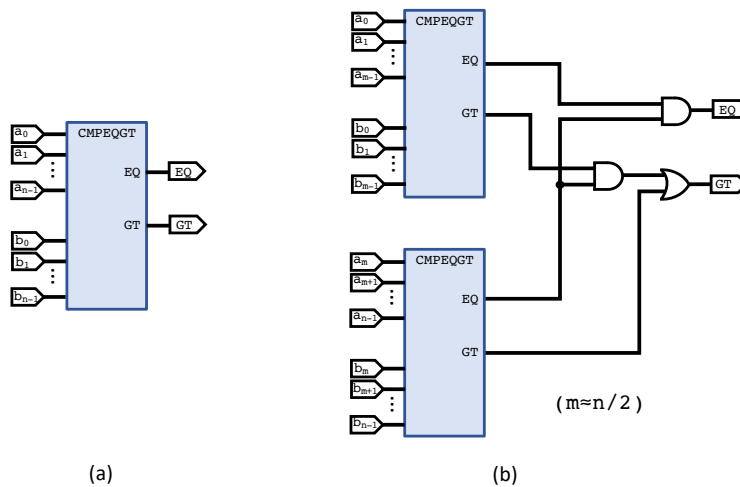 CMPEQGT
a0
a1
⋮
an-1
b0
b1
⋮
bn-1
EQ
EQ
GT
GT
(a)
CMPEQGT
a0
a1
⋮
am-1
b0
b1
⋮
bm-1
EQ
GT
CMPEQGT
am
am+1
⋮
an-1
bm
bm+1
⋮
bn-1
EQ
GT
EQ
GT
(m≈n/2)
(b)